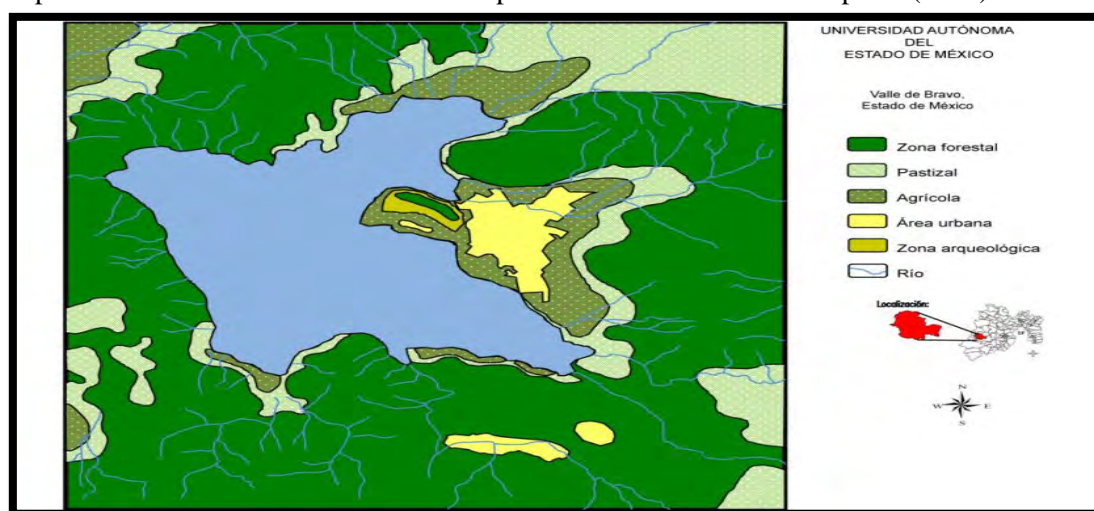 UNIVERSIDAD AUTÓNOMA
DEL
ESTADO DE MÉXICO
Valle de Bravo,
Estado de México
Zona forestal
Pastizal
Agrícola
Área urbana
Zona arqueológica
Río
Localización:
N
W E
S